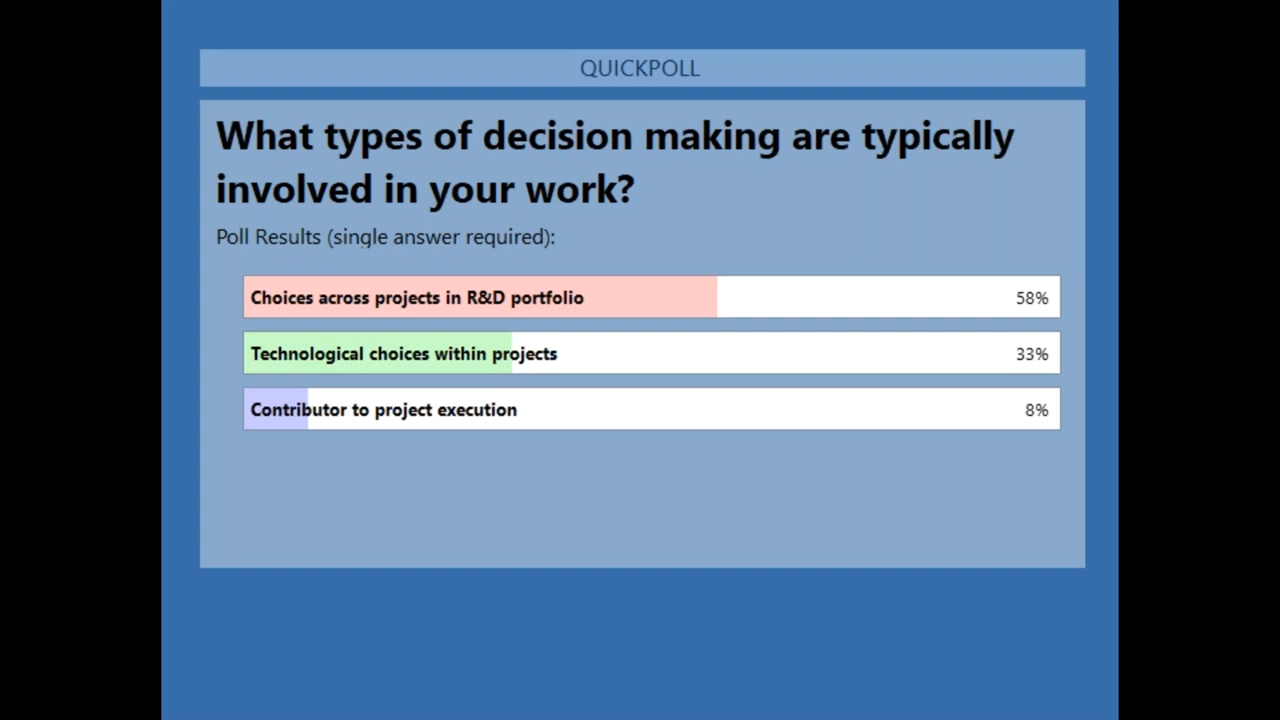 QUICKPOLL
What types of decision making are typically
involved in your work?
Poll Results (single answer required):
Choices across projects in R&D portfolio 58%
Technological choices within projects 33%
Contributor to project execution 8%